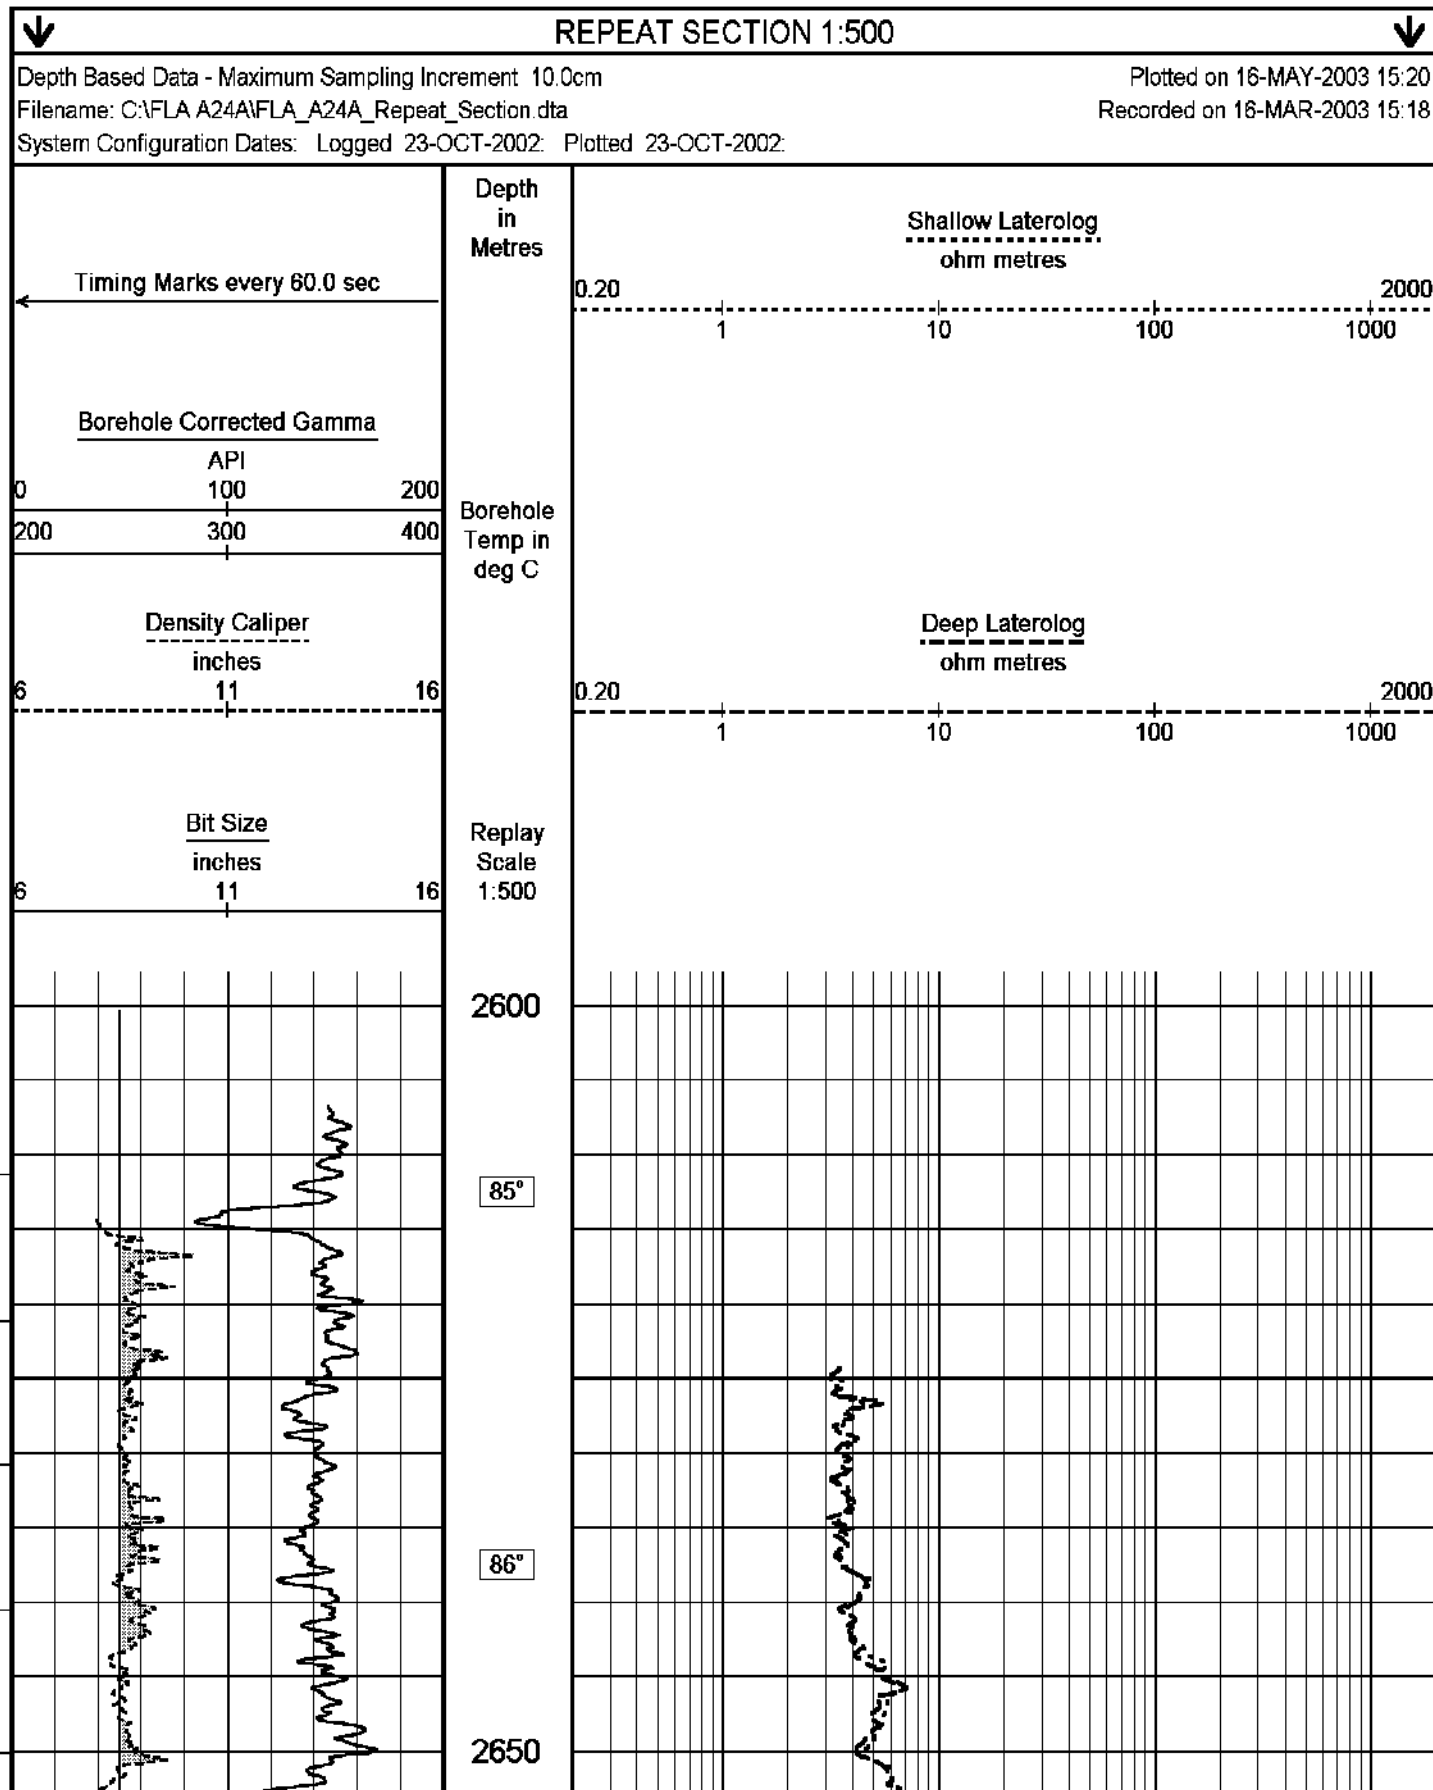 REPEAT SECTION 1:500
Depth Based Data - Maximum Sampling Increment 10.0cm
Plotted on 16-MAY-2003 15:20
Filename: C:\FLA A24A\FLA_A24A_Repeat_Section.dta
Recorded on 16-MAR-2003 15:18
System Configuration Dates: Logged 23-OCT-2002: Plotted 23-OCT-2002:
Timing Marks every 60.0 sec
Borehole Corrected Gamma
API
0 100 200
200 300 400
Density Caliper
inches
6 11 16
Bit Size
inches
6 11 16
Depth
in
Metres
Borehole
Temp in
deg C
Replay
Scale
1:500
Shallow Laterolog
ohm metres
0.20 2000
1 10 100 1000
Deep Laterolog
ohm metres
0.20 2000
1 10 100 1000
2600
85°
86°
2650